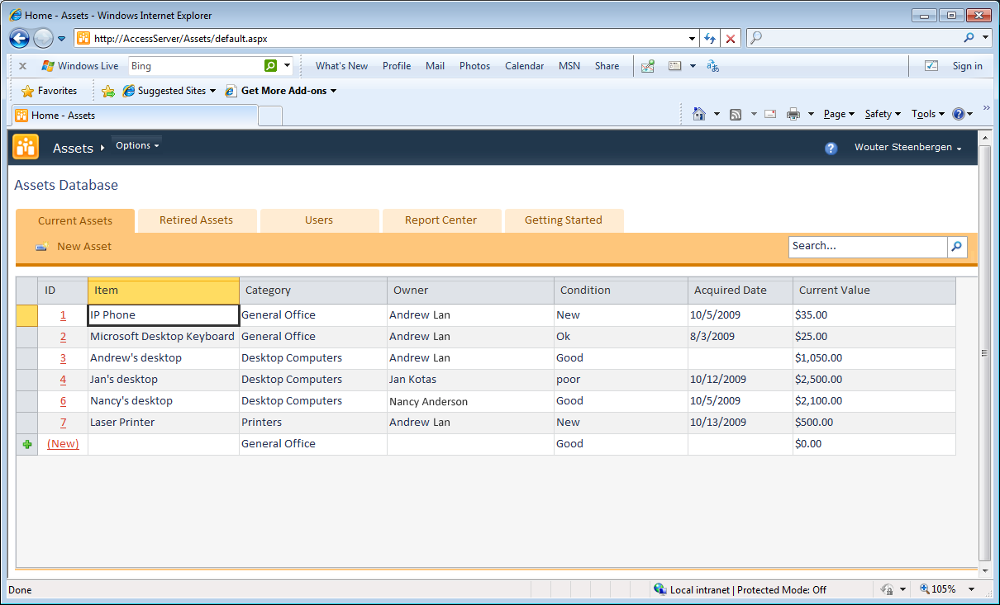 Home - Assets - Windows Internet Explorer
http://AccessServer/Assets/default.aspx
x Windows Live Bing What's New Profile Mail Photos Calendar MSN Share Sign in
Favorites Suggested Sites Get More Add-ons
Home - Assets Page Safety Tools »
Assets Options Wouter Steenbergen
Assets Database
Current Assets Retired Assets Users Report Center Getting Started
New Asset Search...
ID Item Category Owner Condition Acquired Date Current Value
1 IP Phone General Office Andrew Lan New 10/5/2009 $35.00
2 Microsoft Desktop Keyboard General Office Andrew Lan Ok 8/3/2009 $25.00
3 Andrew's desktop Desktop Computers Andrew Lan Good $1,050.00
4 Jan's desktop Desktop Computers Jan Kotas poor 10/12/2009 $2,500.00
6 Nancy's desktop Desktop Computers Nancy Anderson Good 10/5/2009 $2,100.00
7 Laser Printer Printers Andrew Lan New 10/13/2009 $500.00
(New) General Office Good $0.00
Done Local intranet | Protected Mode: Off 105%